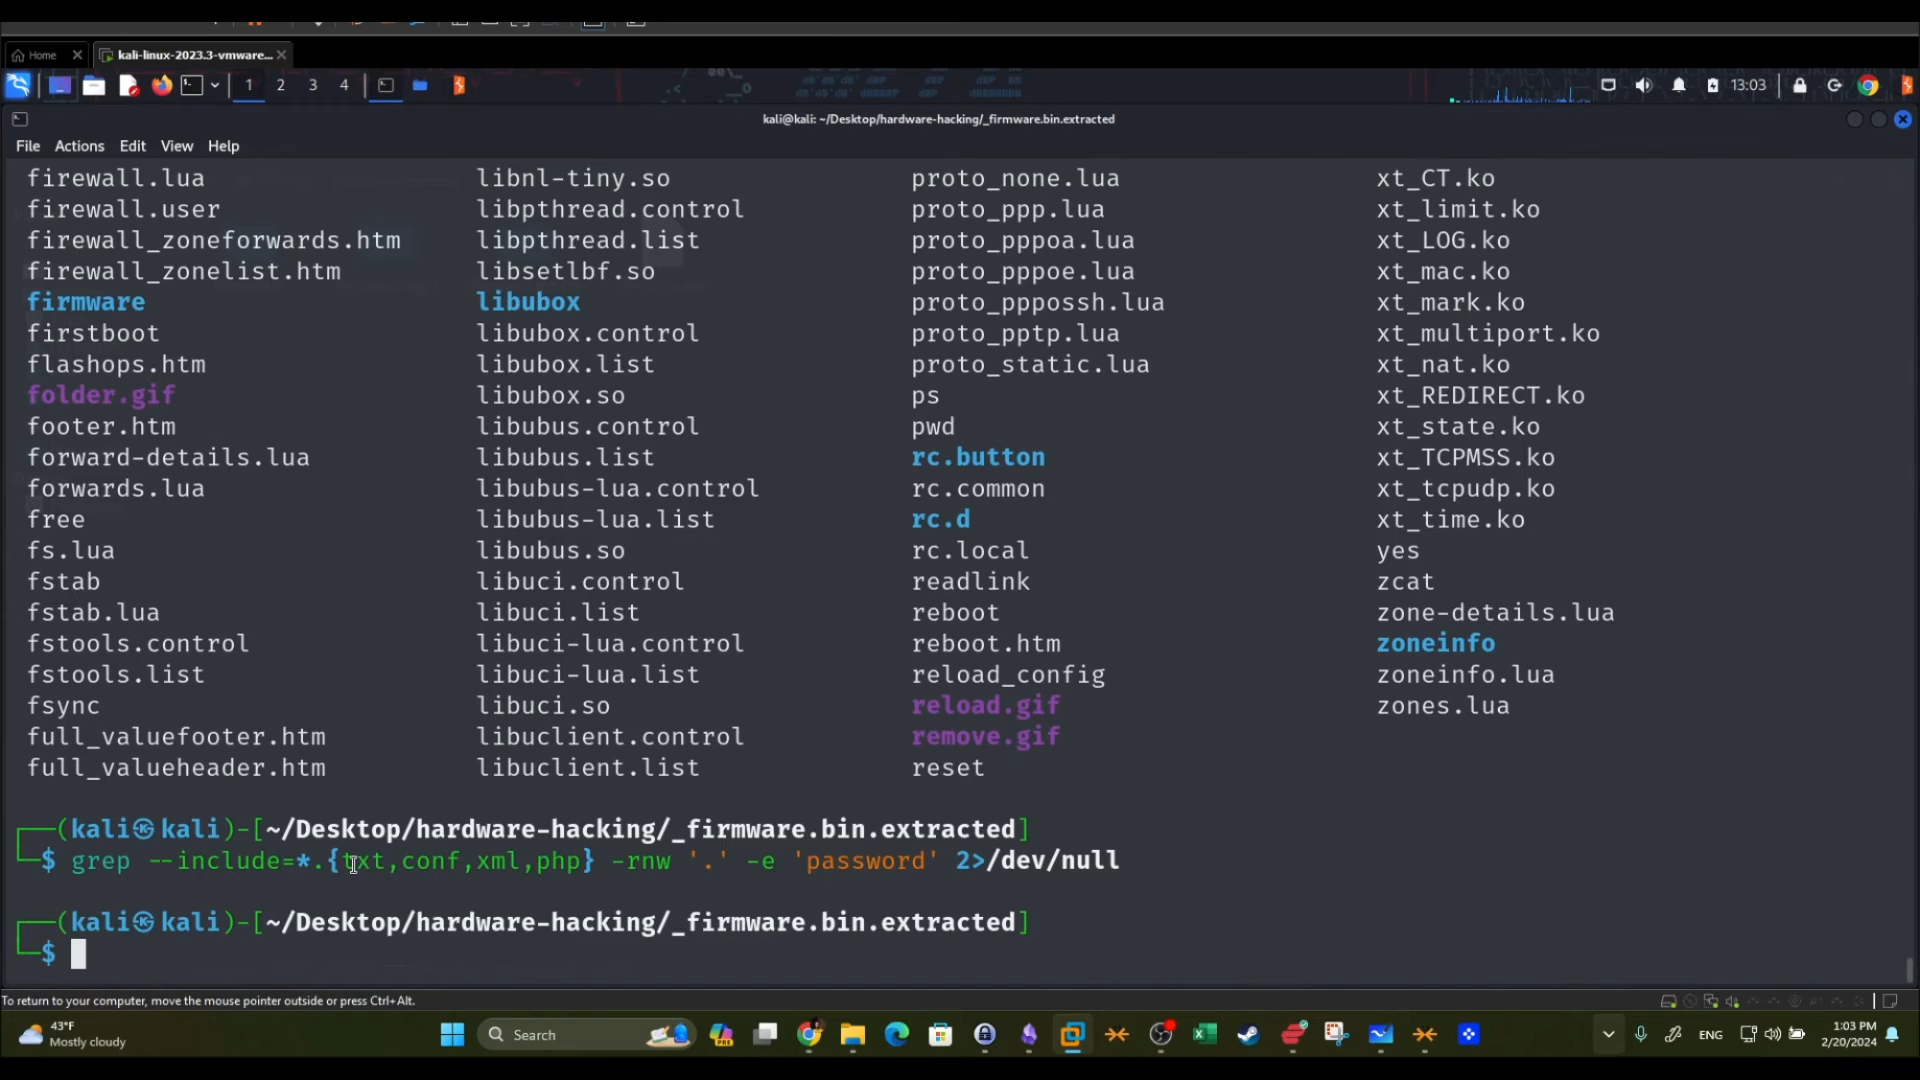 Home
kali-linux-2023.3-vmware...
1 2 3 4
13:03
kali@kali: ~/Desktop/hardware-hacking/_firmware.bin.extracted
File Actions Edit View Help
firewall.lua libnl-tiny.so proto_none.lua xt_CT.ko
firewall.user libpthread.control proto_ppp.lua xt_limit.ko
firewall_zoneforwards.htm libpthread.list proto_pppoa.lua xt_LOG.ko
firewall_zonelist.htm libsetlbf.so proto_pppoe.lua xt_mac.ko
firmware libubox proto_pppossh.lua xt_mark.ko
firstboot libubox.control proto_pptp.lua xt_multiport.ko
flashops.htm libubox.list proto_static.lua xt_nat.ko
folder.gif libubox.so ps xt_REDIRECT.ko
footer.htm libubus.control pwd xt_state.ko
forward-details.lua libubus.list rc.button xt_TCPMSS.ko
forwards.lua libubus-lua.control rc.common xt_tcpudp.ko
free libubus-lua.list rc.d xt_time.ko
fs.lua libubus.so rc.local yes
fstab libuci.control readlink zcat
fstab.lua libuci.list reboot zone-details.lua
fstools.control libuci-lua.control reboot.htm zoneinfo
fstools.list libuci-lua.list reload_config zoneinfo.lua
fsync libuci.so reload.gif zones.lua
full_valuefooter.htm libuclient.control remove.gif
full_valueheader.htm libuclient.list reset
(kali㉿kali)-[~/Desktop/hardware-hacking/_firmware.bin.extracted]
$ grep --include=*.{txt,conf,xml,php} -rnw '.' -e 'password' 2>/dev/null
(kali㉿kali)-[~/Desktop/hardware-hacking/_firmware.bin.extracted]
$
To return to your computer, move the mouse pointer outside or press Ctrl+Alt.
43°F
Mostly cloudy
Search
ENG
1:03 PM
2/20/2024